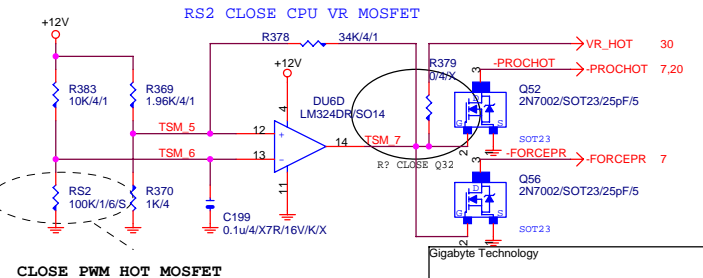 RS2 CLOSE CPU VR MOSFET
+12V
R378
34K/4/1
VR_HOT 30
+12V
R379
0/4/X
3
-PROCHOT
-PROCHOT 7,20
R383
10K/4/1
R369
1.96K/4/1
DU6D
LM324DR/SO14
Q52
2N7002/SOT23/25pF/5
4
D
G
S
TSM_5
12
+
TSM_6
13
-
14
TSM_7
11
SOT23
2
1
R? CLOSE Q32
3
-FORCEPR
-FORCEPR 7
RS2
100K/1/6/S
R370
1K/4
Q56
2N7002/SOT23/25pF/5
D
G
S
C199
0.1u/4/X7R/16V/K/X
SOT23
2
1
Gigabyte Technology
CLOSE PWM HOT MOSFET